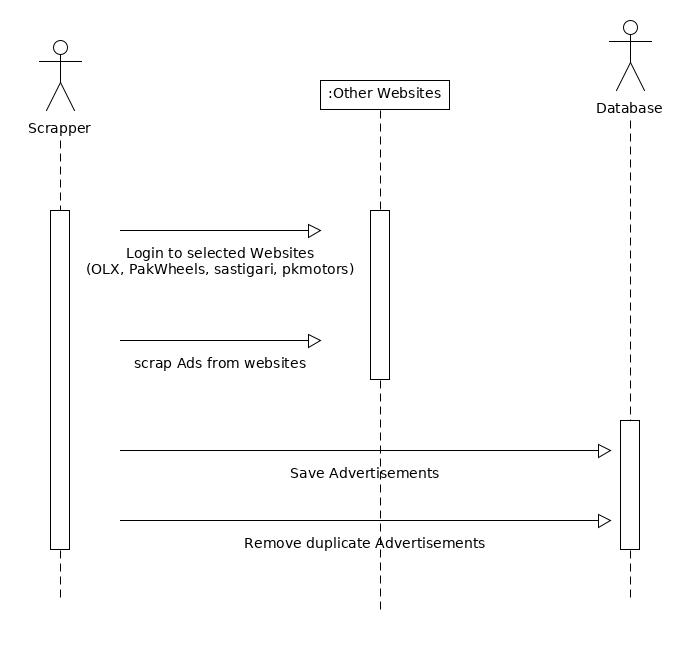 Scrapper
:Other Websites
Database
Login to selected Websites
(OLX, PakWheels, sastigari, pkmotors)
scrap Ads from websites
Save Advertisements
Remove duplicate Advertisements